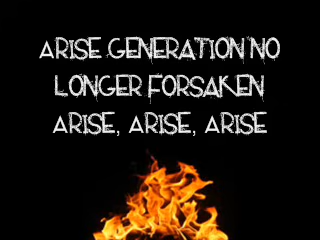 ARISE GENERATION NO
LONGER FORSAKEN
ARISE, ARISE, ARISE